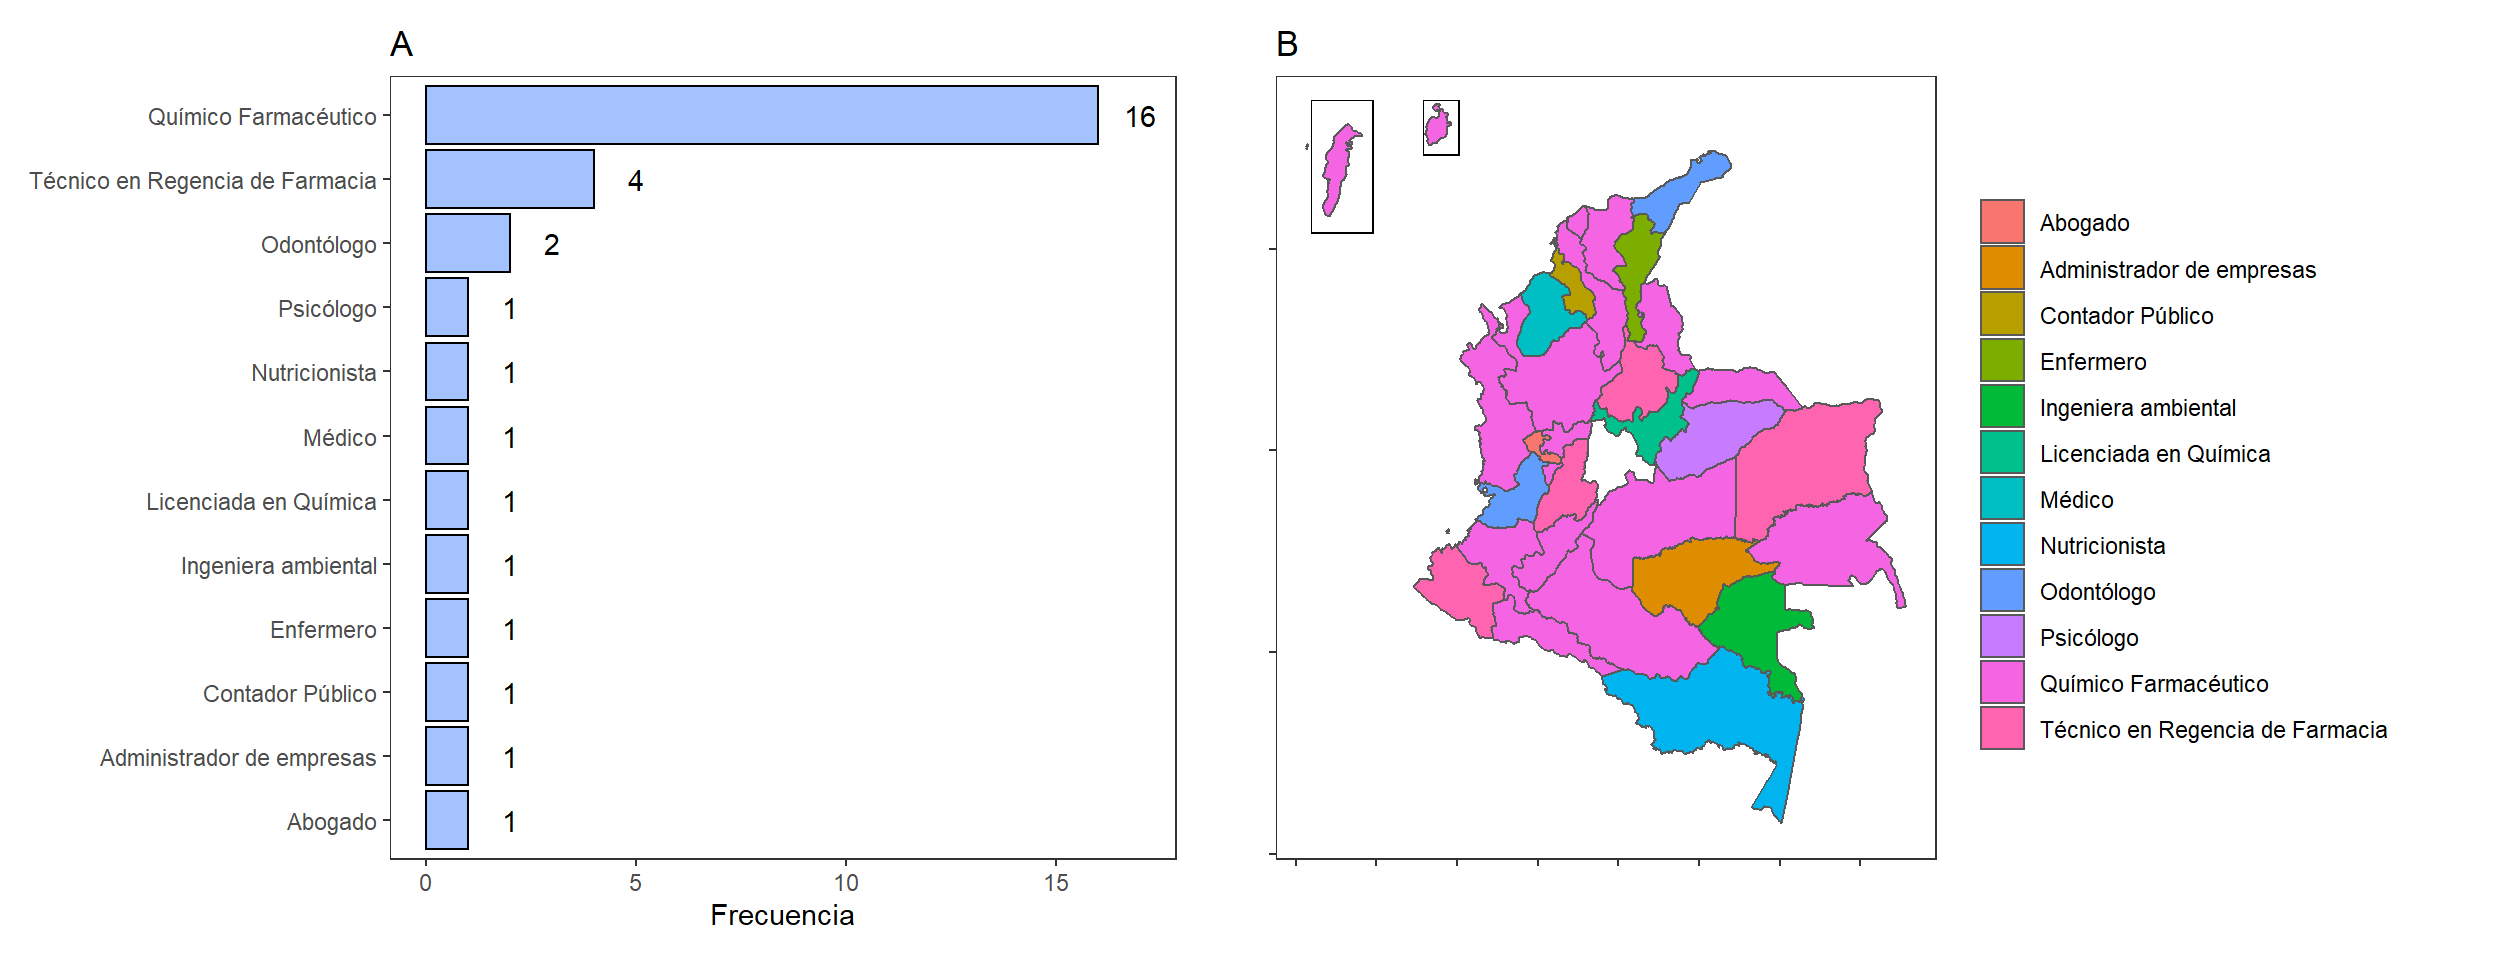 A
Químico Farmacéutico
16
Técnico en Regencia de Farmacia
4
Odontólogo
2
Psicólogo
1
Nutricionista
1
Médico
1
Licenciada en Química
1
Ingeniera ambiental
1
Enfermero
1
Contador Público
1
Administrador de empresas
1
Abogado
1
0
5
10
15
Frecuencia
B
Abogado
Administrador de empresas
Contador Público
Enfermero
Ingeniera ambiental
Licenciada en Química
Médico
Nutricionista
Odontólogo
Psicólogo
Químico Farmacéutico
Técnico en Regencia de Farmacia